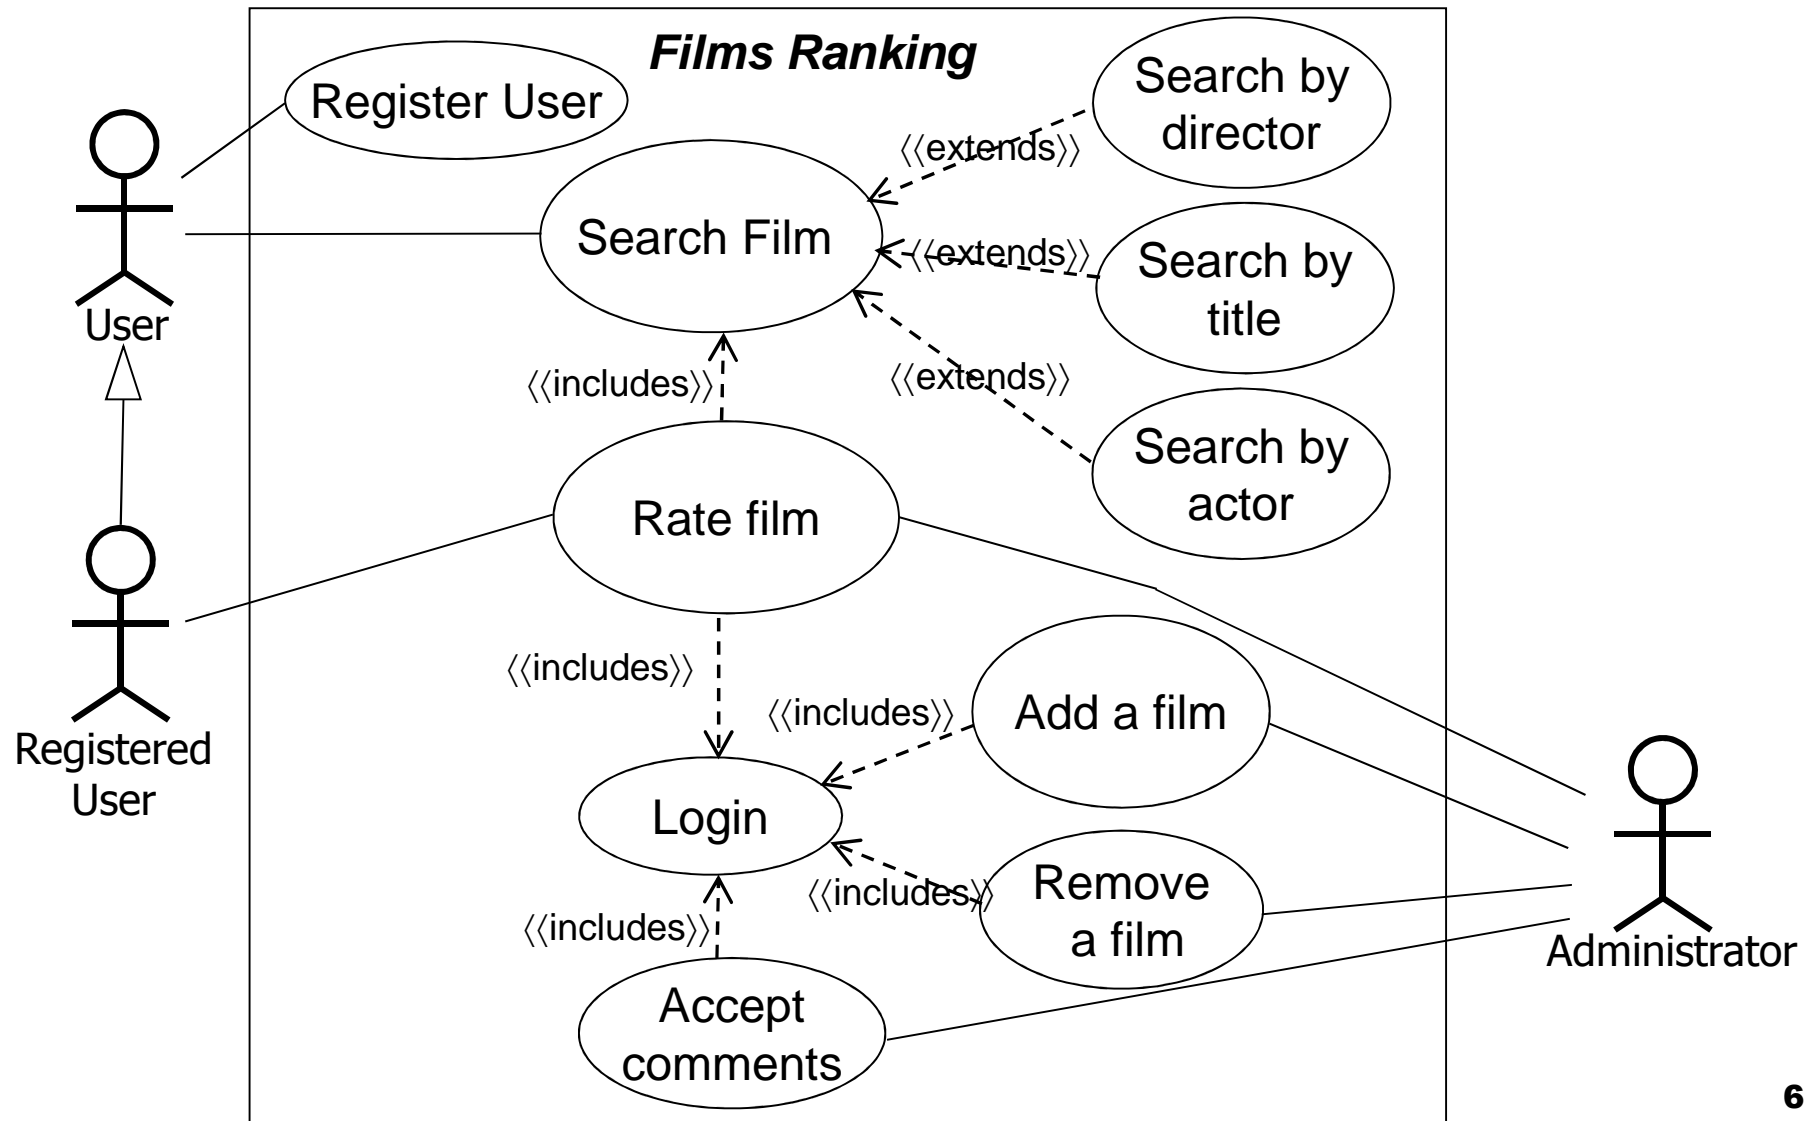 Films Ranking
Register User
Search by
director
〈〈extends〉〉
Search Film
〈〈extends〉〉
Search by
title
User
〈〈includes〉〉
〈〈extends〉〉
Search by
actor
Rate film
〈〈includes〉〉
〈〈includes〉〉
Add a film
Registered
User
Login
Remove
a film
〈〈includes〉〉
〈〈includes〉〉
Administrator
Accept
comments
6